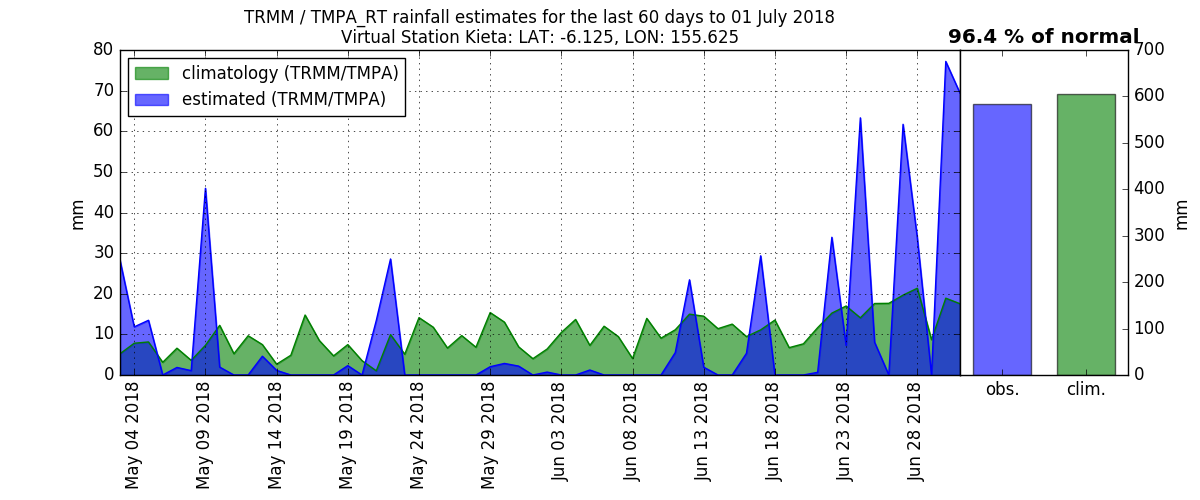 TRMM / TMPA_RT rainfall estimates for the last 60 days to 01 July 2018
Virtual Station Kieta: LAT: -6.125, LON: 155.625
96.4 % of normal
climatology (TRMM/TMPA)
estimated (TRMM/TMPA)
80
70
60
50
40
30
20
10
0
mm
May 04 2018
May 09 2018
May 14 2018
May 19 2018
May 24 2018
May 29 2018
Jun 03 2018
Jun 08 2018
Jun 13 2018
Jun 18 2018
Jun 23 2018
Jun 28 2018
obs.
clim.
700
600
500
400
300
200
100
0
mm